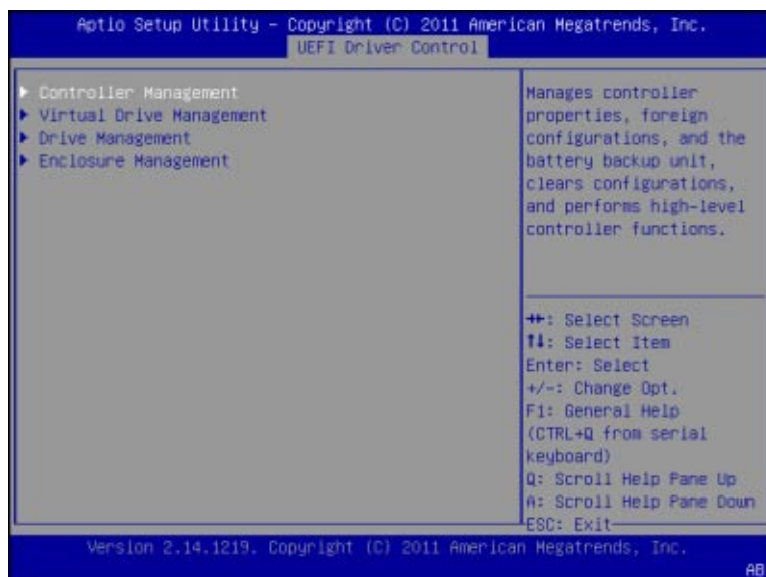 Aptio Setup Utility - Copyright (C) 2011 American Megatrends, Inc.
UEFI Driver Control
Controller Management
Virtual Drive Management
Drive Management
Enclosure Management
Manages controller
properties, foreign
configurations, and the
battery backup unit,
clears configurations,
and performs high-level
controller functions.
→←: Select Screen
↑↓: Select Item
Enter: Select
+/-: Change Opt.
F1: General Help
(CTRL+Q from serial
keyboard)
Q: Scroll Help Pane Up
A: Scroll Help Pane Down
ESC: Exit
Version 2.14.1219. Copyright (C) 2011 American Megatrends, Inc.
AB